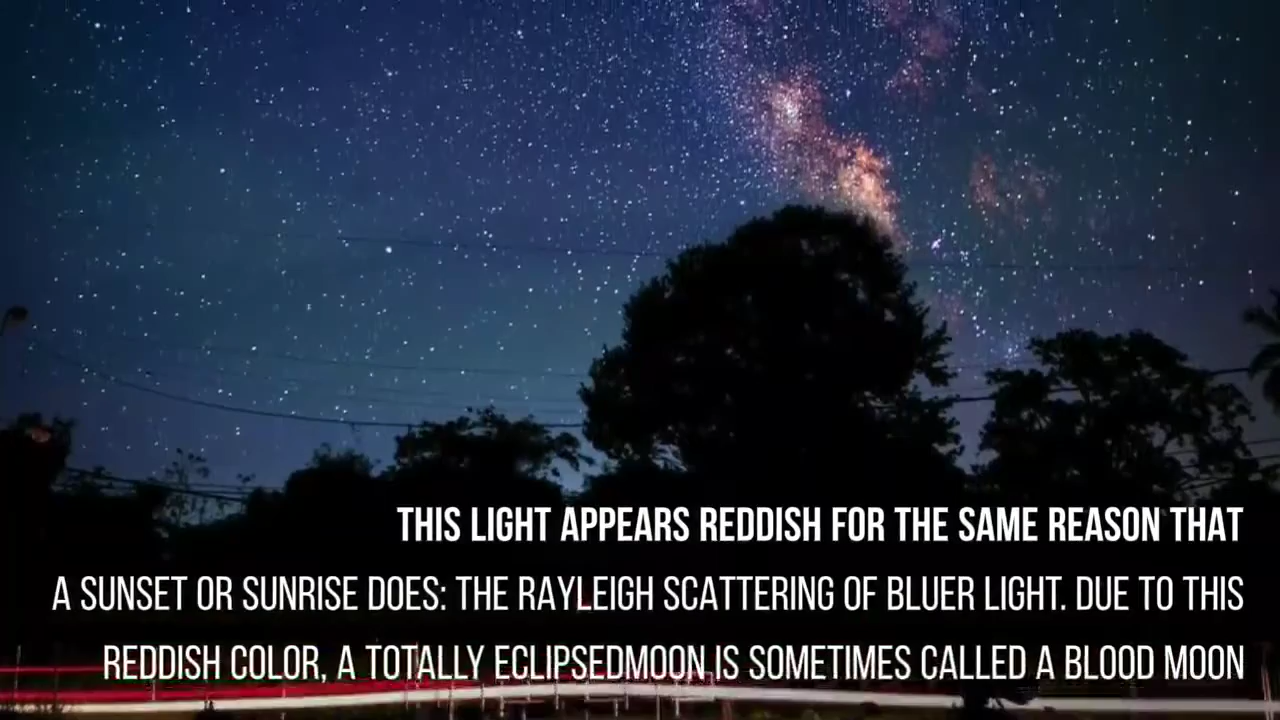 THIS LIGHT APPEARS REDDISH FOR THE SAME REASON THAT
A SUNSET OR SUNRISE DOES: THE RAYLEIGH SCATTERING OF BLUER LIGHT. DUE TO THIS
REDDISH COLOR, A TOTALLY ECLIPSEDMOON IS SOMETIMES CALLED A BLOOD MOON